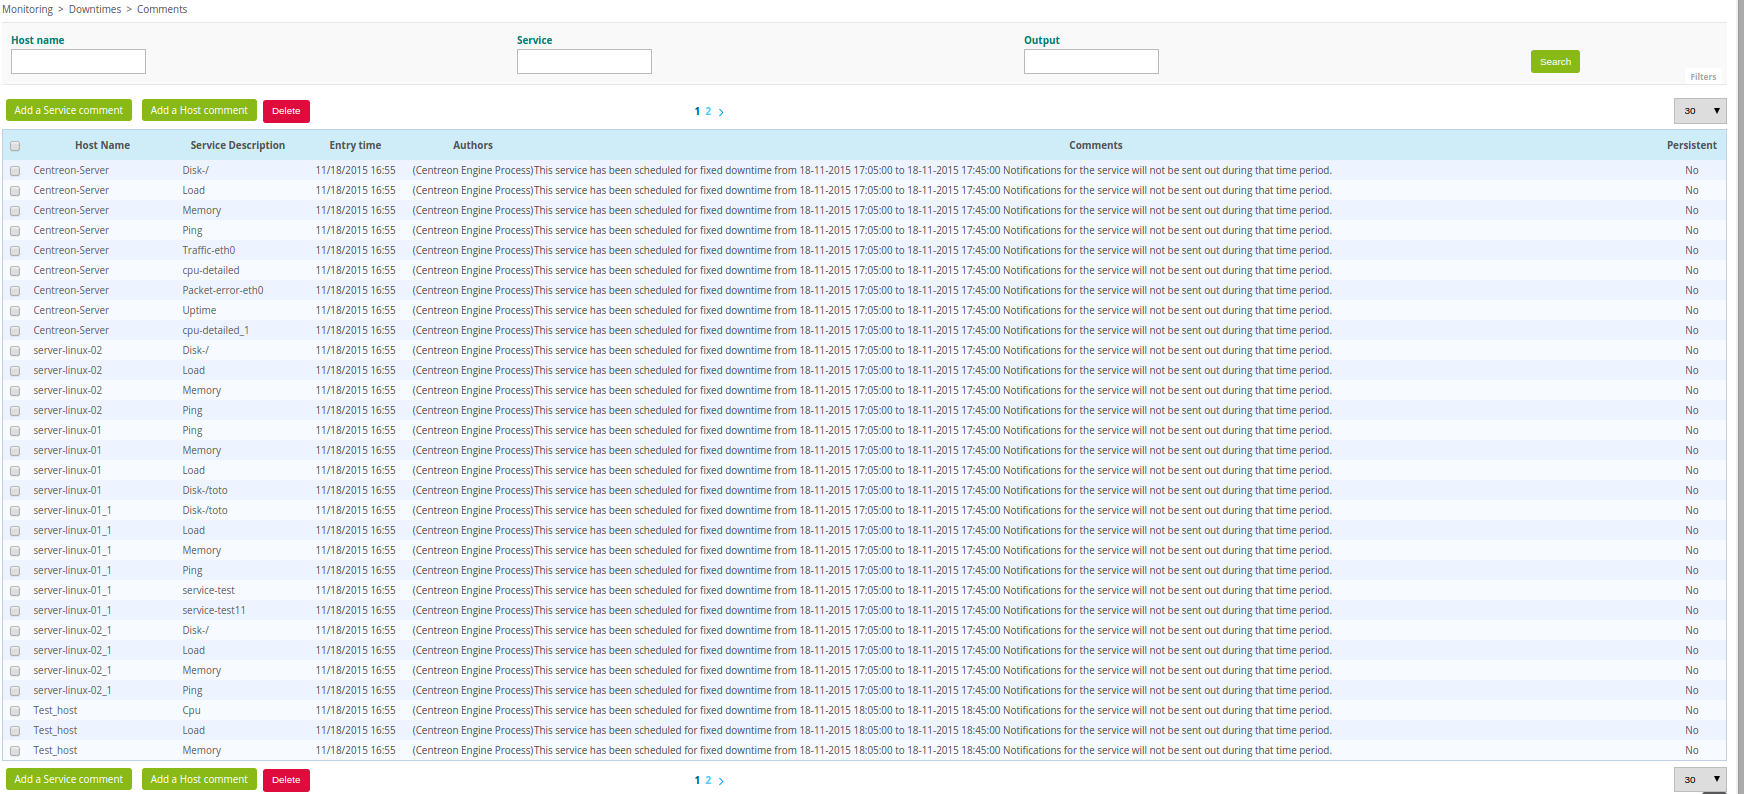 Monitoring > Downtimes > Comments
Host name Service Output
Search
Filters
Add a Service comment Add a Host comment Delete 1 2 > 30
Host Name Service Description Entry time Authors Comments Persistent
Centreon-Server Disk-/ 11/18/2015 16:55 (Centreon Engine Process)This service has been scheduled for fixed downtime from 18-11-2015 17:05:00 to 18-11-2015 17:45:00 Notifications for the service will not be sent out during that time period. No
Centreon-Server Load 11/18/2015 16:55 (Centreon Engine Process)This service has been scheduled for fixed downtime from 18-11-2015 17:05:00 to 18-11-2015 17:45:00 Notifications for the service will not be sent out during that time period. No
Centreon-Server Memory 11/18/2015 16:55 (Centreon Engine Process)This service has been scheduled for fixed downtime from 18-11-2015 17:05:00 to 18-11-2015 17:45:00 Notifications for the service will not be sent out during that time period. No
Centreon-Server Ping 11/18/2015 16:55 (Centreon Engine Process)This service has been scheduled for fixed downtime from 18-11-2015 17:05:00 to 18-11-2015 17:45:00 Notifications for the service will not be sent out during that time period. No
Centreon-Server Traffic-eth0 11/18/2015 16:55 (Centreon Engine Process)This service has been scheduled for fixed downtime from 18-11-2015 17:05:00 to 18-11-2015 17:45:00 Notifications for the service will not be sent out during that time period. No
Centreon-Server cpu-detailed 11/18/2015 16:55 (Centreon Engine Process)This service has been scheduled for fixed downtime from 18-11-2015 17:05:00 to 18-11-2015 17:45:00 Notifications for the service will not be sent out during that time period. No
Centreon-Server Packet-error-eth0 11/18/2015 16:55 (Centreon Engine Process)This service has been scheduled for fixed downtime from 18-11-2015 17:05:00 to 18-11-2015 17:45:00 Notifications for the service will not be sent out during that time period. No
Centreon-Server Uptime 11/18/2015 16:55 (Centreon Engine Process)This service has been scheduled for fixed downtime from 18-11-2015 17:05:00 to 18-11-2015 17:45:00 Notifications for the service will not be sent out during that time period. No
Centreon-Server cpu-detailed_1 11/18/2015 16:55 (Centreon Engine Process)This service has been scheduled for fixed downtime from 18-11-2015 17:05:00 to 18-11-2015 17:45:00 Notifications for the service will not be sent out during that time period. No
server-linux-02 Disk-/ 11/18/2015 16:55 (Centreon Engine Process)This service has been scheduled for fixed downtime from 18-11-2015 17:05:00 to 18-11-2015 17:45:00 Notifications for the service will not be sent out during that time period. No
server-linux-02 Load 11/18/2015 16:55 (Centreon Engine Process)This service has been scheduled for fixed downtime from 18-11-2015 17:05:00 to 18-11-2015 17:45:00 Notifications for the service will not be sent out during that time period. No
server-linux-02 Memory 11/18/2015 16:55 (Centreon Engine Process)This service has been scheduled for fixed downtime from 18-11-2015 17:05:00 to 18-11-2015 17:45:00 Notifications for the service will not be sent out during that time period. No
server-linux-02 Ping 11/18/2015 16:55 (Centreon Engine Process)This service has been scheduled for fixed downtime from 18-11-2015 17:05:00 to 18-11-2015 17:45:00 Notifications for the service will not be sent out during that time period. No
server-linux-01 Ping 11/18/2015 16:55 (Centreon Engine Process)This service has been scheduled for fixed downtime from 18-11-2015 17:05:00 to 18-11-2015 17:45:00 Notifications for the service will not be sent out during that time period. No
server-linux-01 Memory 11/18/2015 16:55 (Centreon Engine Process)This service has been scheduled for fixed downtime from 18-11-2015 17:05:00 to 18-11-2015 17:45:00 Notifications for the service will not be sent out during that time period. No
server-linux-01 Load 11/18/2015 16:55 (Centreon Engine Process)This service has been scheduled for fixed downtime from 18-11-2015 17:05:00 to 18-11-2015 17:45:00 Notifications for the service will not be sent out during that time period. No
server-linux-01 Disk-/toto 11/18/2015 16:55 (Centreon Engine Process)This service has been scheduled for fixed downtime from 18-11-2015 17:05:00 to 18-11-2015 17:45:00 Notifications for the service will not be sent out during that time period. No
server-linux-01_1 Disk-/toto 11/18/2015 16:55 (Centreon Engine Process)This service has been scheduled for fixed downtime from 18-11-2015 17:05:00 to 18-11-2015 17:45:00 Notifications for the service will not be sent out during that time period. No
server-linux-01_1 Load 11/18/2015 16:55 (Centreon Engine Process)This service has been scheduled for fixed downtime from 18-11-2015 17:05:00 to 18-11-2015 17:45:00 Notifications for the service will not be sent out during that time period. No
server-linux-01_1 Memory 11/18/2015 16:55 (Centreon Engine Process)This service has been scheduled for fixed downtime from 18-11-2015 17:05:00 to 18-11-2015 17:45:00 Notifications for the service will not be sent out during that time period. No
server-linux-01_1 Ping 11/18/2015 16:55 (Centreon Engine Process)This service has been scheduled for fixed downtime from 18-11-2015 17:05:00 to 18-11-2015 17:45:00 Notifications for the service will not be sent out during that time period. No
server-linux-01_1 service-test 11/18/2015 16:55 (Centreon Engine Process)This service has been scheduled for fixed downtime from 18-11-2015 17:05:00 to 18-11-2015 17:45:00 Notifications for the service will not be sent out during that time period. No
server-linux-01_1 service-test11 11/18/2015 16:55 (Centreon Engine Process)This service has been scheduled for fixed downtime from 18-11-2015 17:05:00 to 18-11-2015 17:45:00 Notifications for the service will not be sent out during that time period. No
server-linux-02_1 Disk-/ 11/18/2015 16:55 (Centreon Engine Process)This service has been scheduled for fixed downtime from 18-11-2015 17:05:00 to 18-11-2015 17:45:00 Notifications for the service will not be sent out during that time period. No
server-linux-02_1 Load 11/18/2015 16:55 (Centreon Engine Process)This service has been scheduled for fixed downtime from 18-11-2015 17:05:00 to 18-11-2015 17:45:00 Notifications for the service will not be sent out during that time period. No
server-linux-02_1 Memory 11/18/2015 16:55 (Centreon Engine Process)This service has been scheduled for fixed downtime from 18-11-2015 17:05:00 to 18-11-2015 17:45:00 Notifications for the service will not be sent out during that time period. No
server-linux-02_1 Ping 11/18/2015 16:55 (Centreon Engine Process)This service has been scheduled for fixed downtime from 18-11-2015 17:05:00 to 18-11-2015 17:45:00 Notifications for the service will not be sent out during that time period. No
Test_host Cpu 11/18/2015 16:55 (Centreon Engine Process)This service has been scheduled for fixed downtime from 18-11-2015 18:05:00 to 18-11-2015 18:45:00 Notifications for the service will not be sent out during that time period. No
Test_host Load 11/18/2015 16:55 (Centreon Engine Process)This service has been scheduled for fixed downtime from 18-11-2015 18:05:00 to 18-11-2015 18:45:00 Notifications for the service will not be sent out during that time period. No
Test_host Memory 11/18/2015 16:55 (Centreon Engine Process)This service has been scheduled for fixed downtime from 18-11-2015 18:05:00 to 18-11-2015 18:45:00 Notifications for the service will not be sent out during that time period. No
Add a Service comment Add a Host comment Delete 1 2 > 30